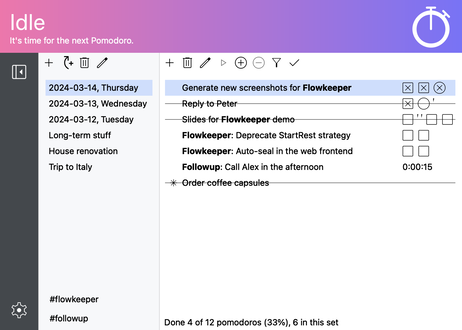 Idle
It's time for the next Pomodoro.
2024-03-14, Thursday
2024-03-13, Wednesday
2024-03-12, Tuesday
Long-term stuff
House renovation
Trip to Italy
#flowkeeper
#followup
Generate new screenshots for Flowkeeper
Reply to Peter
Slides for Flowkeeper demo
Flowkeeper: Deprecate StartRest strategy
Flowkeeper: Auto-seal in the web frontend
Followup: Call Alex in the afternoon 0:00:15
Order coffee capsules
Done 4 of 12 pomodoros (33%), 6 in this set